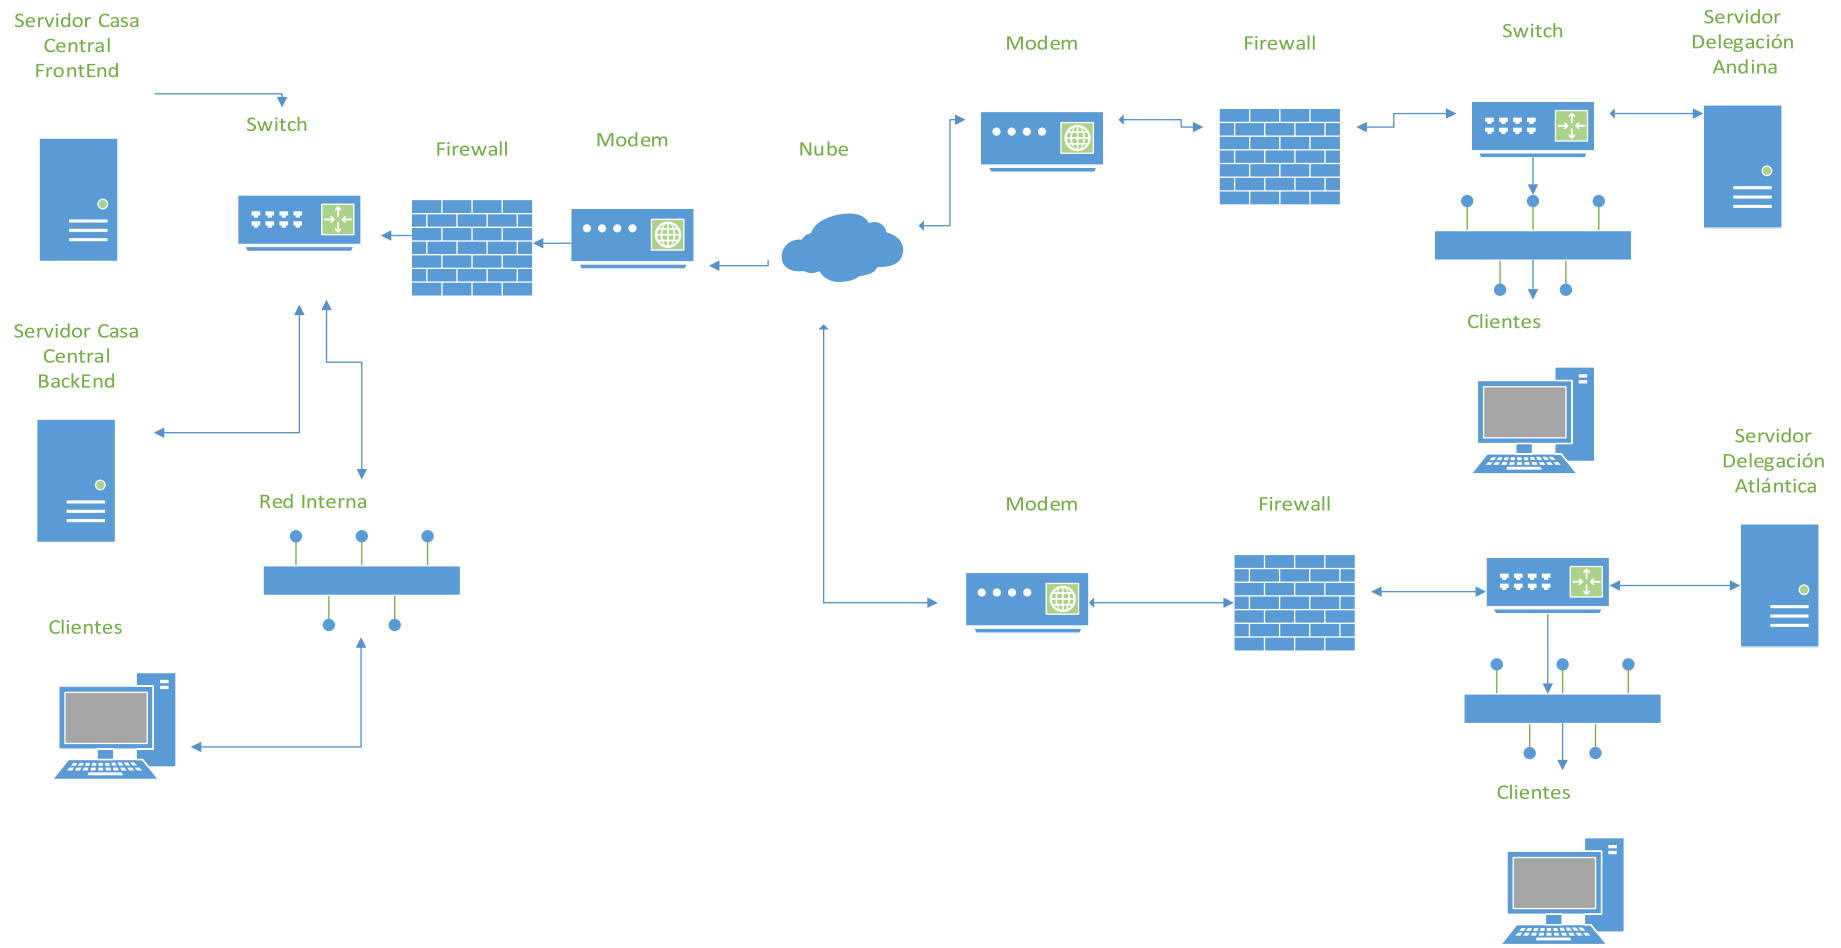 Servidor Casa
Central
FrontEnd
Switch
Firewall
Modem
Nube
Modem
Firewall
Switch
Servidor
Delegación
Andina
Clientes
Servidor Casa
Central
BackEnd
Red Interna
Clientes
Modem
Firewall
Servidor
Delegación
Atlántica
Clientes